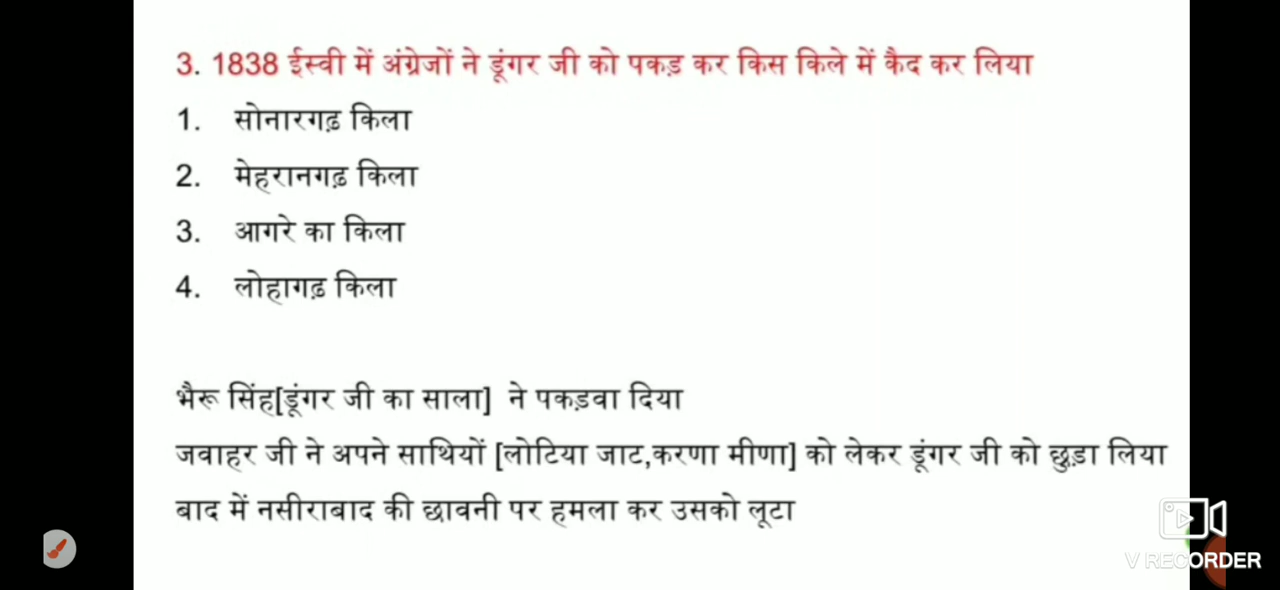 3. 1838 ईस्वी में अंग्रेजों ने डूंगर जी को पकड़ कर किस किले में कैद कर लिया
1. सोनारगढ़ किला
2. मेहरानगढ़ किला
3. आगरे का किला
4. लोहागढ़ किला
भैरू सिंह[डूंगर जी का साला] ने पकड़वा दिया
जवाहर जी ने अपने साथियों [लोटिया जाट,करणा मीणा] को लेकर डूंगर जी को छुड़ा लिया
बाद में नसीराबाद की छावनी पर हमला कर उसको लूटा
V RECORDER